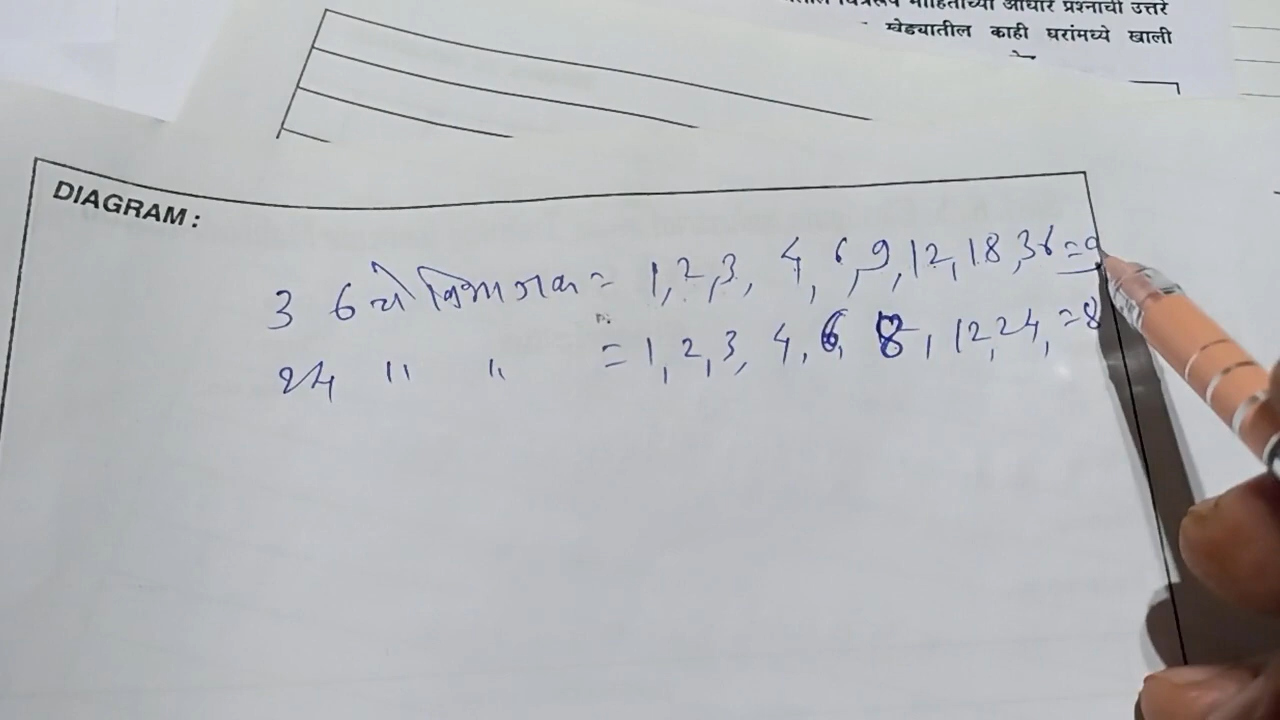 माहितीच्या आधारे प्रश्नांची उत्तरे
खेड्यातील काही घरांमध्ये खाली
DIAGRAM:
36 चे विभाजक = 1, 2, 3, 4, 6, 9, 12, 18, 36 = 9
24 " " = 1, 2, 3, 4, 6, 8, 12, 24, = 8